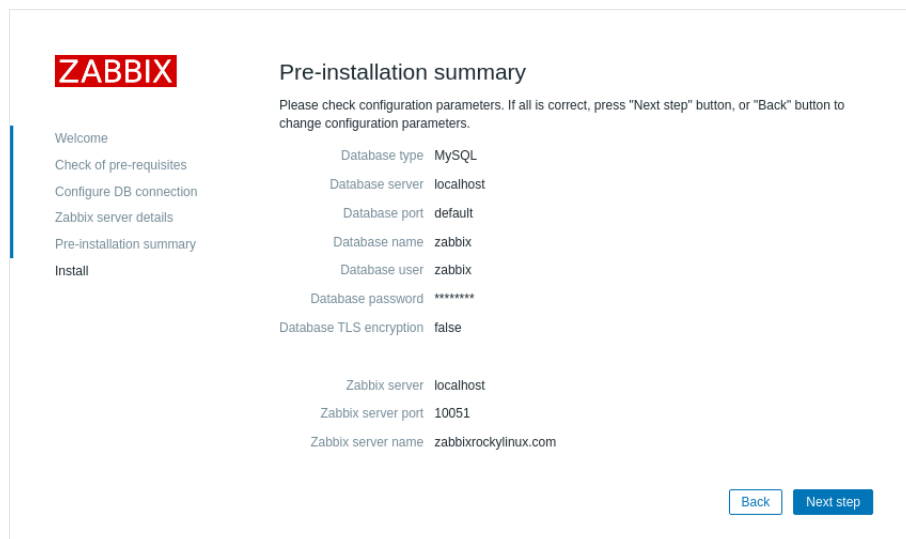 ZABBIX
Welcome
Check of pre-requisites
Configure DB connection
Zabbix server details
Pre-installation summary
Install
Pre-installation summary
Please check configuration parameters. If all is correct, press "Next step" button, or "Back" button to
change configuration parameters.
Database type MySQL
Database server localhost
Database port default
Database name zabbix
Database user zabbix
Database password ********
Database TLS encryption false
Zabbix server localhost
Zabbix server port 10051
Zabbix server name zabbixrockylinux.com
Back Next step